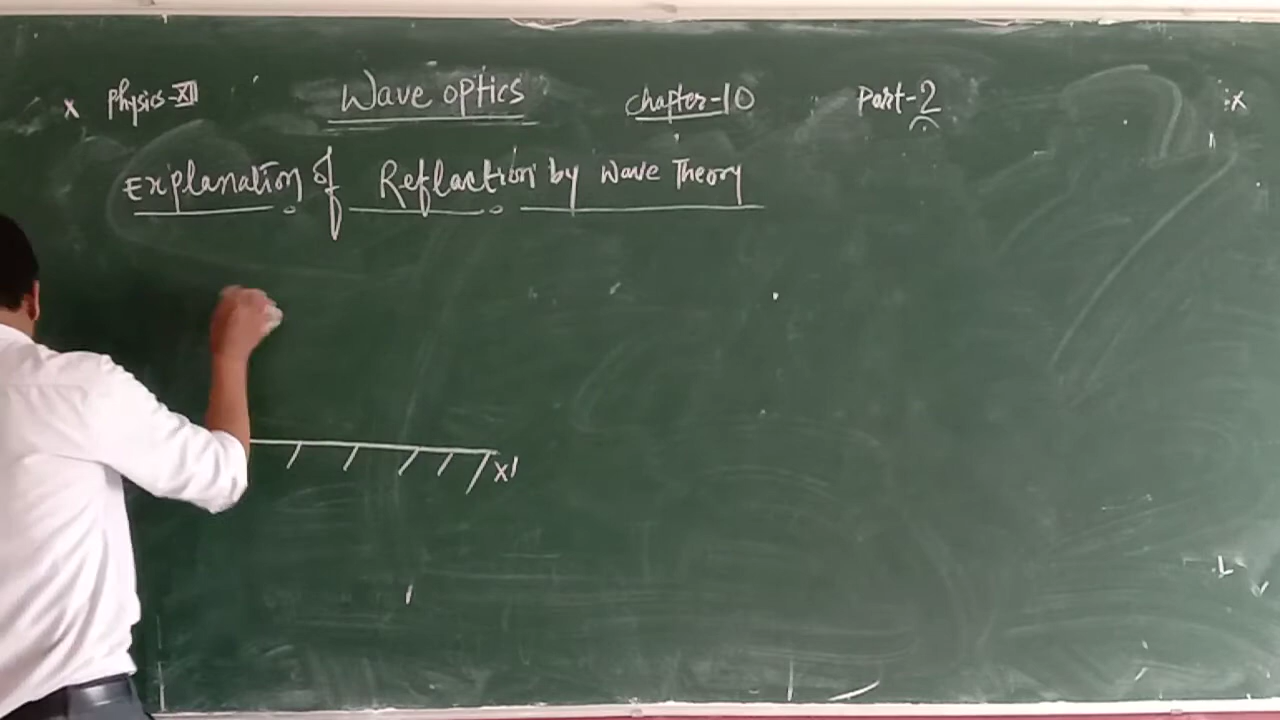 x Physics-XII Wave optics Chapter-10 Part-2 x
Explanation of Reflaction by Wave Theory
X'